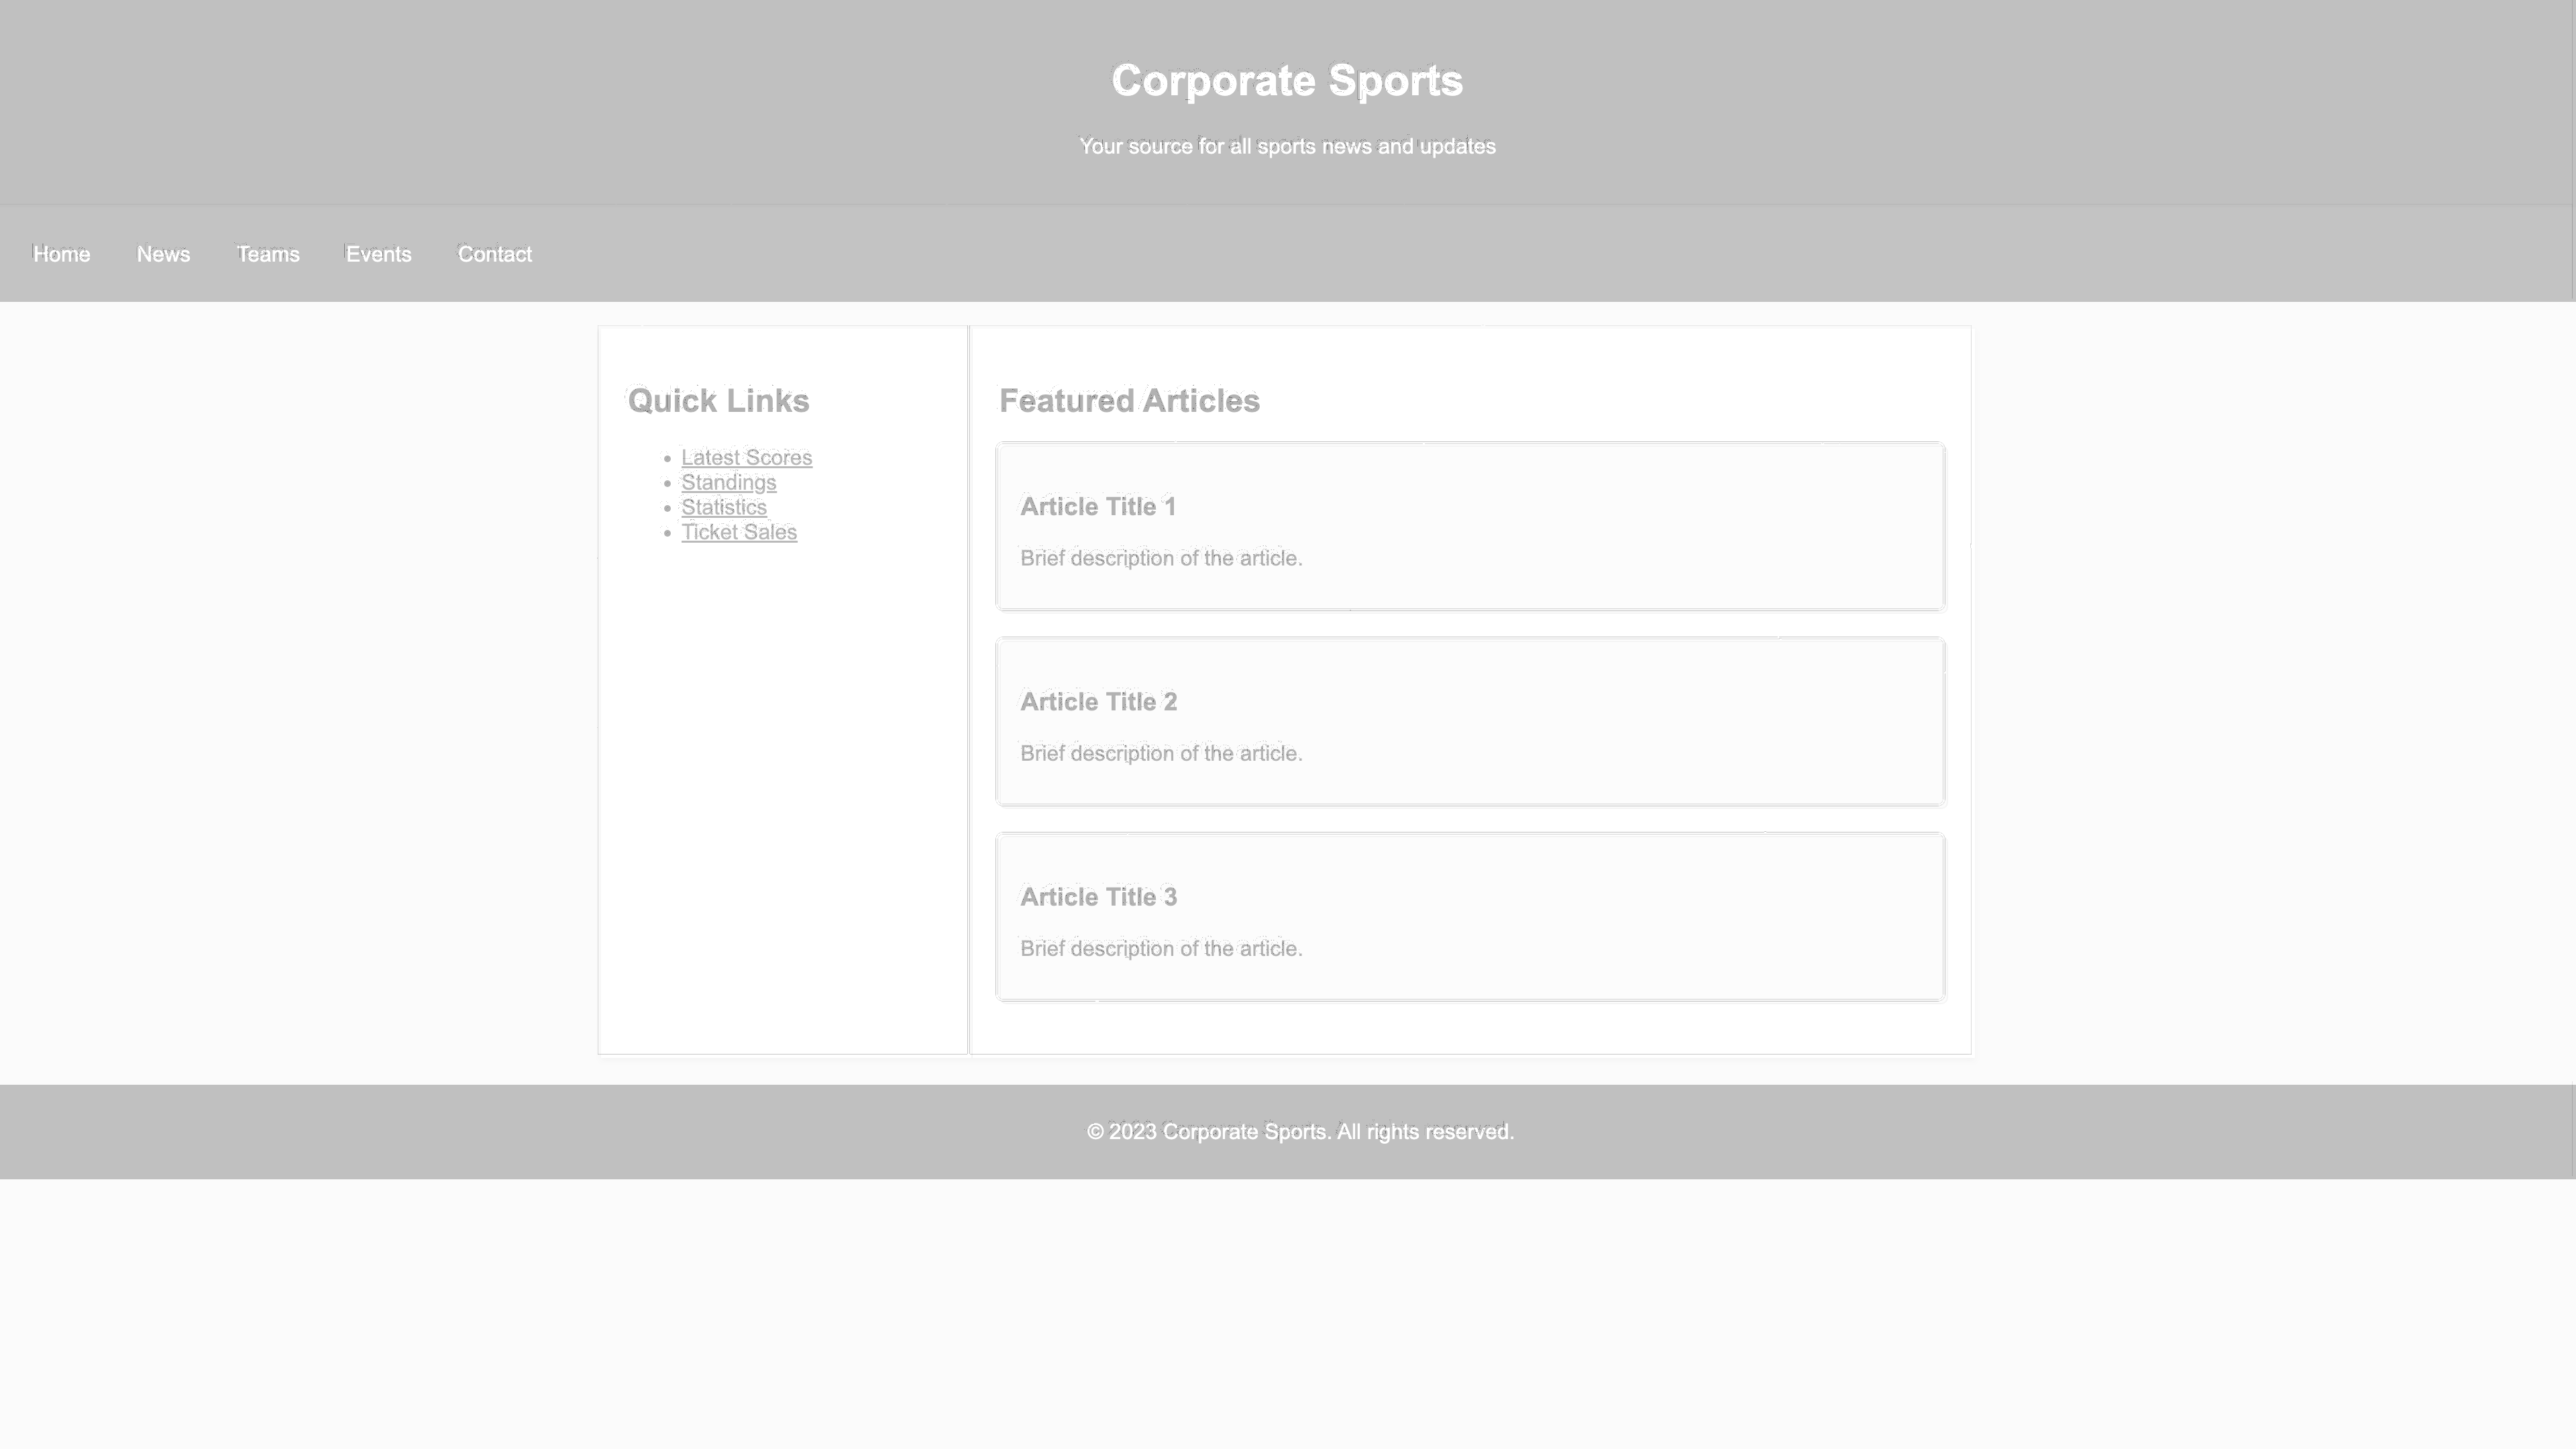 Corporate Sports
Your source for all sports news and updates
Home News Teams Events Contact
Quick Links
Latest Scores
Standings
Statistics
Ticket Sales
Featured Articles
Article Title 1
Brief description of the article.
Article Title 2
Brief description of the article.
Article Title 3
Brief description of the article.
© 2023 Corporate Sports. All rights reserved.